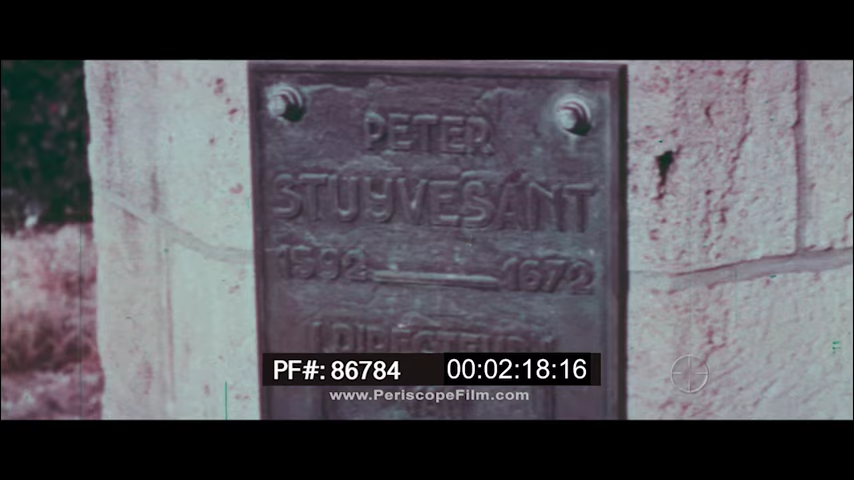 PETER
STUYVESANT
1592 — 1672
PF#: 86784 00:02:18:16
www.PeriscopeFilm.com